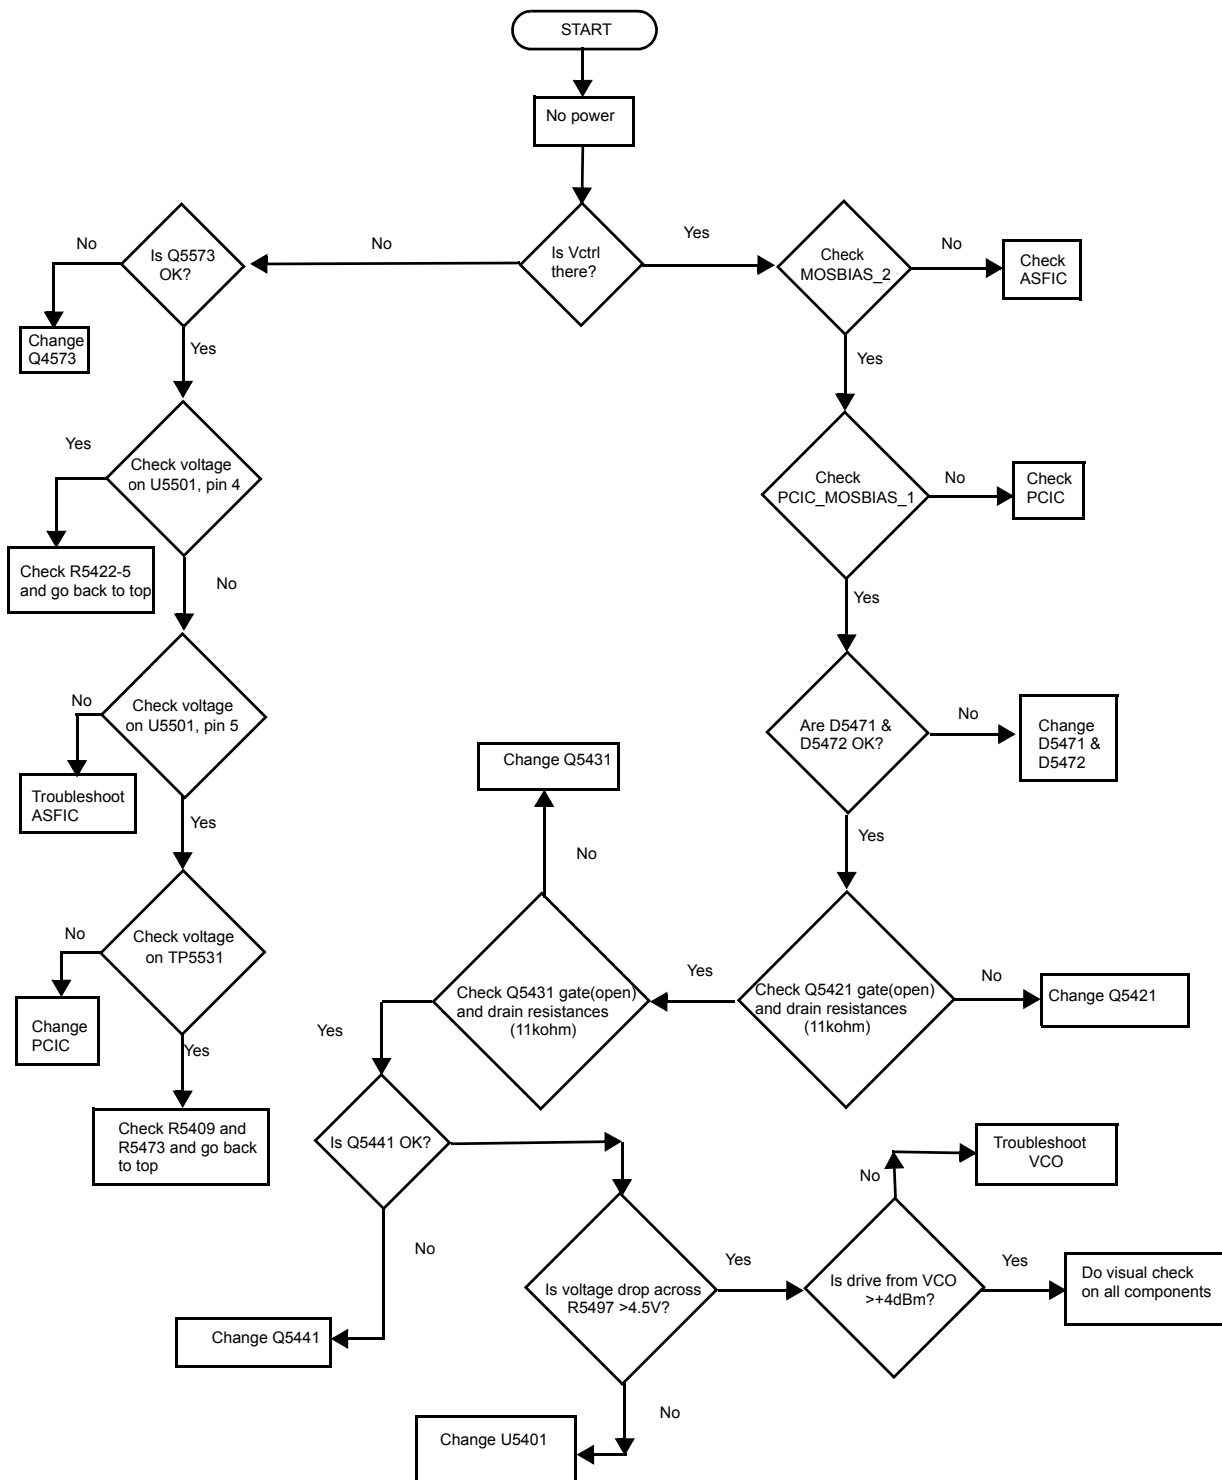 START
No power
Is Vctrl
there?
No
Yes
Is Q5573
OK?
No
Change
Q4573
Yes
Check voltage
on U5501, pin 4
Yes
Check R5422-5
and go back to top
No
Check voltage
on U5501, pin 5
No
Troubleshoot
ASFIC
Yes
Check voltage
on TP5531
No
Change
PCIC
Yes
Check R5409 and
R5473 and go back
to top
Check
MOSBIAS_2
No
Check
ASFIC
Yes
Check
PCIC_MOSBIAS_1
No
Check
PCIC
Yes
Are D5471 &
D5472 OK?
No
Change
D5471 &
D5472
Yes
Check Q5421 gate(open)
and drain resistances
(11kohm)
No
Change Q5421
Yes
Check Q5431 gate(open)
and drain resistances
(11kohm)
No
Change Q5431
Yes
Is Q5441 OK?
No
Change Q5441
Is voltage drop across
R5497 >4.5V?
No
Change U5401
Yes
Is drive from VCO
>+4dBm?
No
Troubleshoot
VCO
Yes
Do visual check
on all components